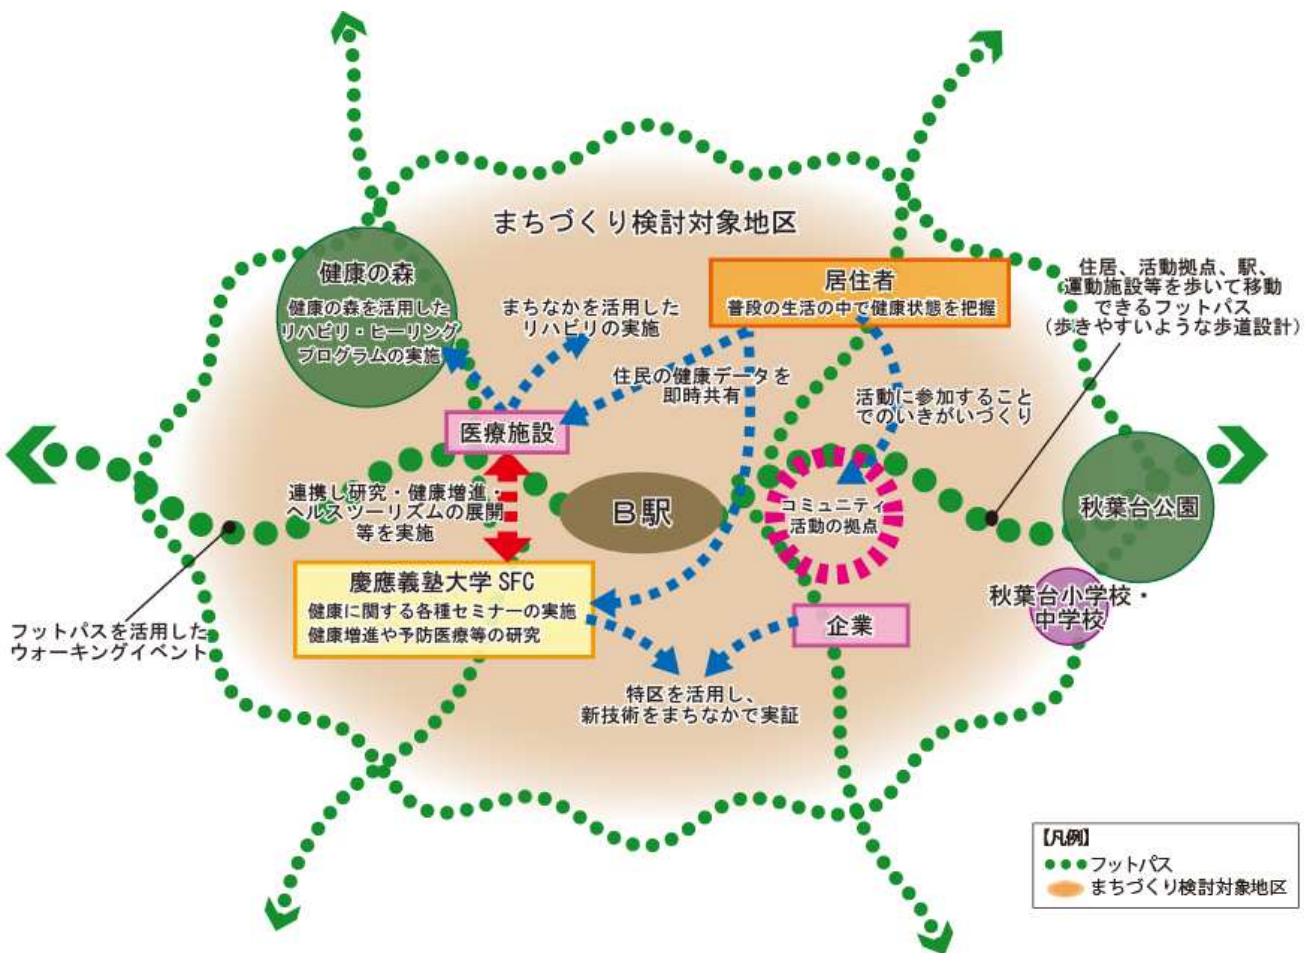 まちづくり検討対象地区
健康の森
健康の森を活用した
リハビリ・ヒーリング
プログラムの実施
まちなかを活用した
リハビリの実施
居住者
普段の生活の中で健康状態を把握
住居、活動拠点、駅、
運動施設等を歩いて移動
できるフットパス
（歩きやすいような歩道設計）
住民の健康データを
即時共有
活動に参加すること
でのいきがいづくり
医療施設
連携し研究・健康増進・
ヘルスツーリズムの展開
等を実施
B駅
コミュニティ
活動の拠点
秋葉台公園
慶應義塾大学 SFC
健康に関する各種セミナーの実施
健康増進や予防医療等の研究
企業
秋葉台小学校・
中学校
フットパスを活用した
ウォーキングイベント
特区を活用し、
新技術をまちなかで実証
【凡例】
フットパス
まちづくり検討対象地区